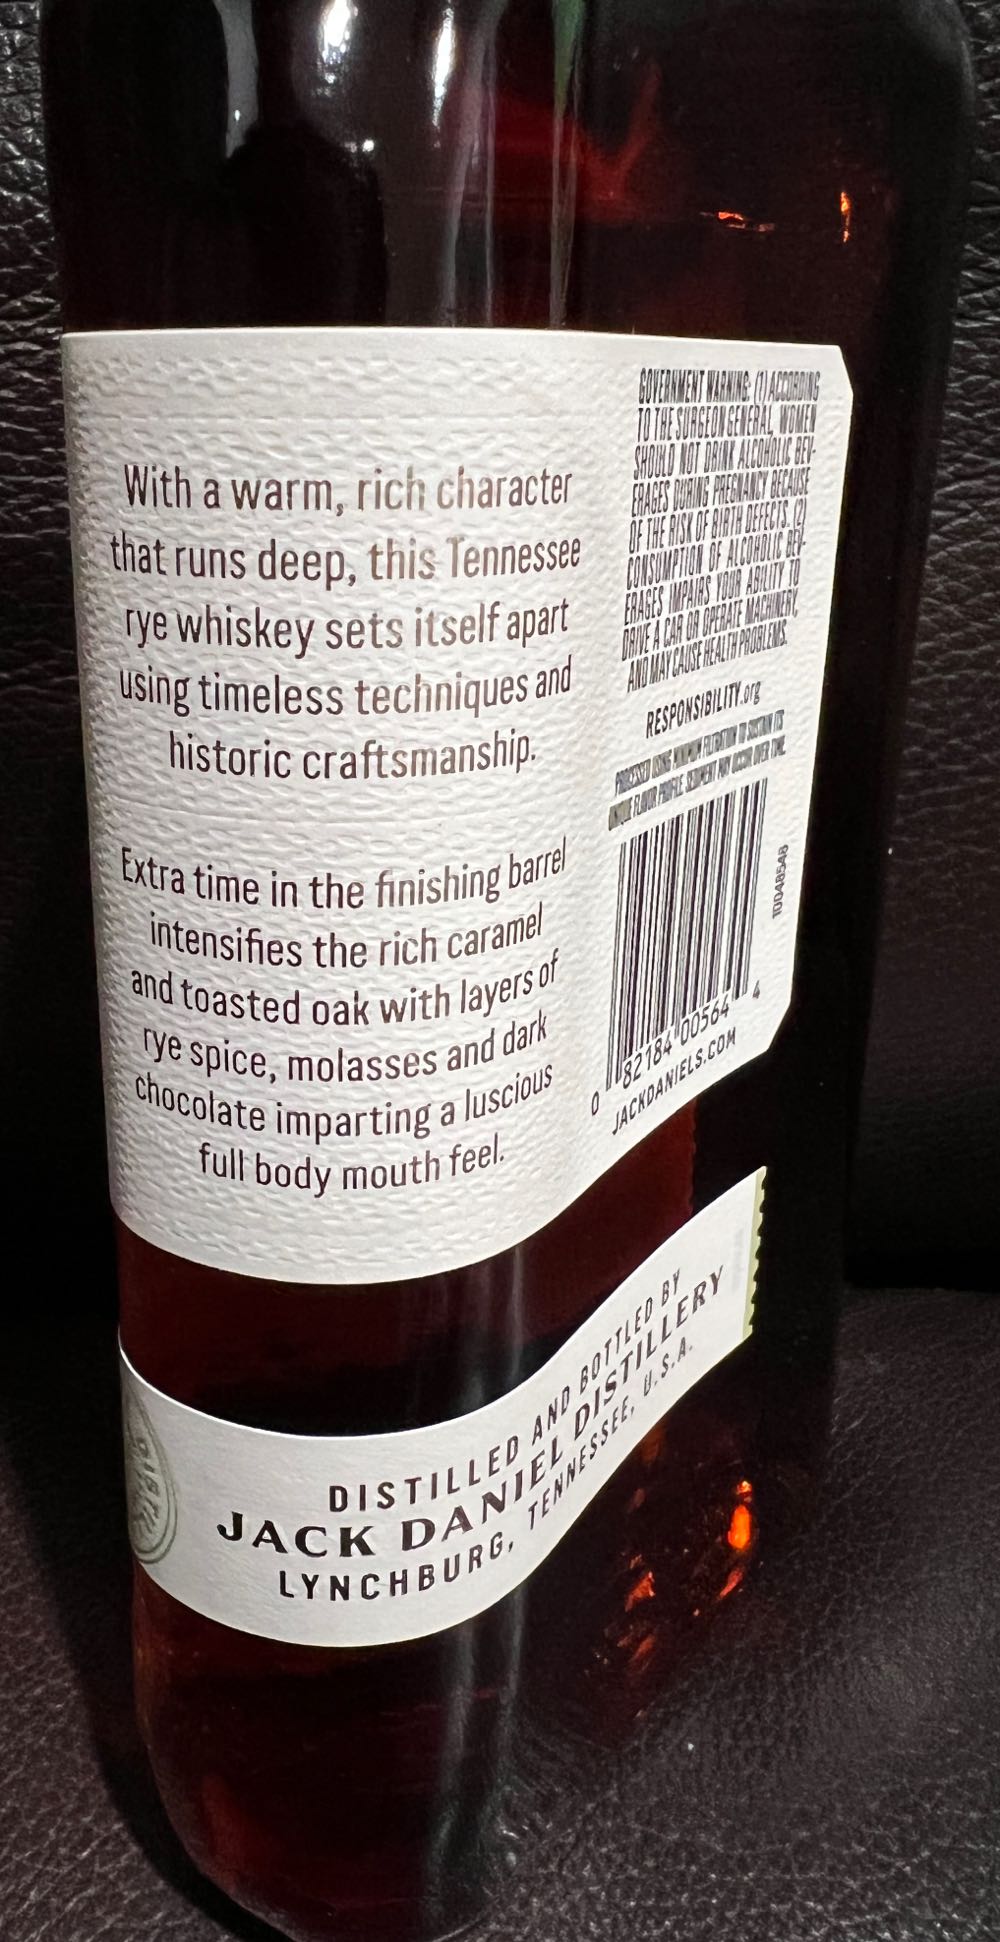 With a warm, rich character
that runs deep, this Tennessee
rye whiskey sets itself apart
using timeless techniques and
historic craftsmanship.
Extra time in the finishing barrel
intensifies the rich caramel
and toasted oak with layers of
rye spice, molasses and dark
chocolate imparting a luscious
full body mouth feel.
GOVERNMENT WARNING: (1) ACCORDING
TO THE SURGEON GENERAL, WOMEN
SHOULD NOT DRINK ALCOHOLIC BEV-
ERAGES DURING PREGNANCY BECAUSE
OF THE RISK OF BIRTH DEFECTS. (2)
CONSUMPTION OF ALCOHOLIC BEV-
ERAGES IMPAIRS YOUR ABILITY TO
DRIVE A CAR OR OPERATE MACHINERY,
AND MAY CAUSE HEALTH PROBLEMS.
RESPONSIBILITY.org
PROCESSED USING MINIMUM FILTRATION TO SUSTAIN ITS
UNIQUE FLAVOR PROFILE. SEDIMENT MAY OCCUR OVER TIME.
10048548
0 82184 00564 4
JACKDANIELS.COM
DISTILLED AND BOTTLED BY
JACK DANIEL DISTILLERY
LYNCHBURG, TENNESSEE, U.S.A.